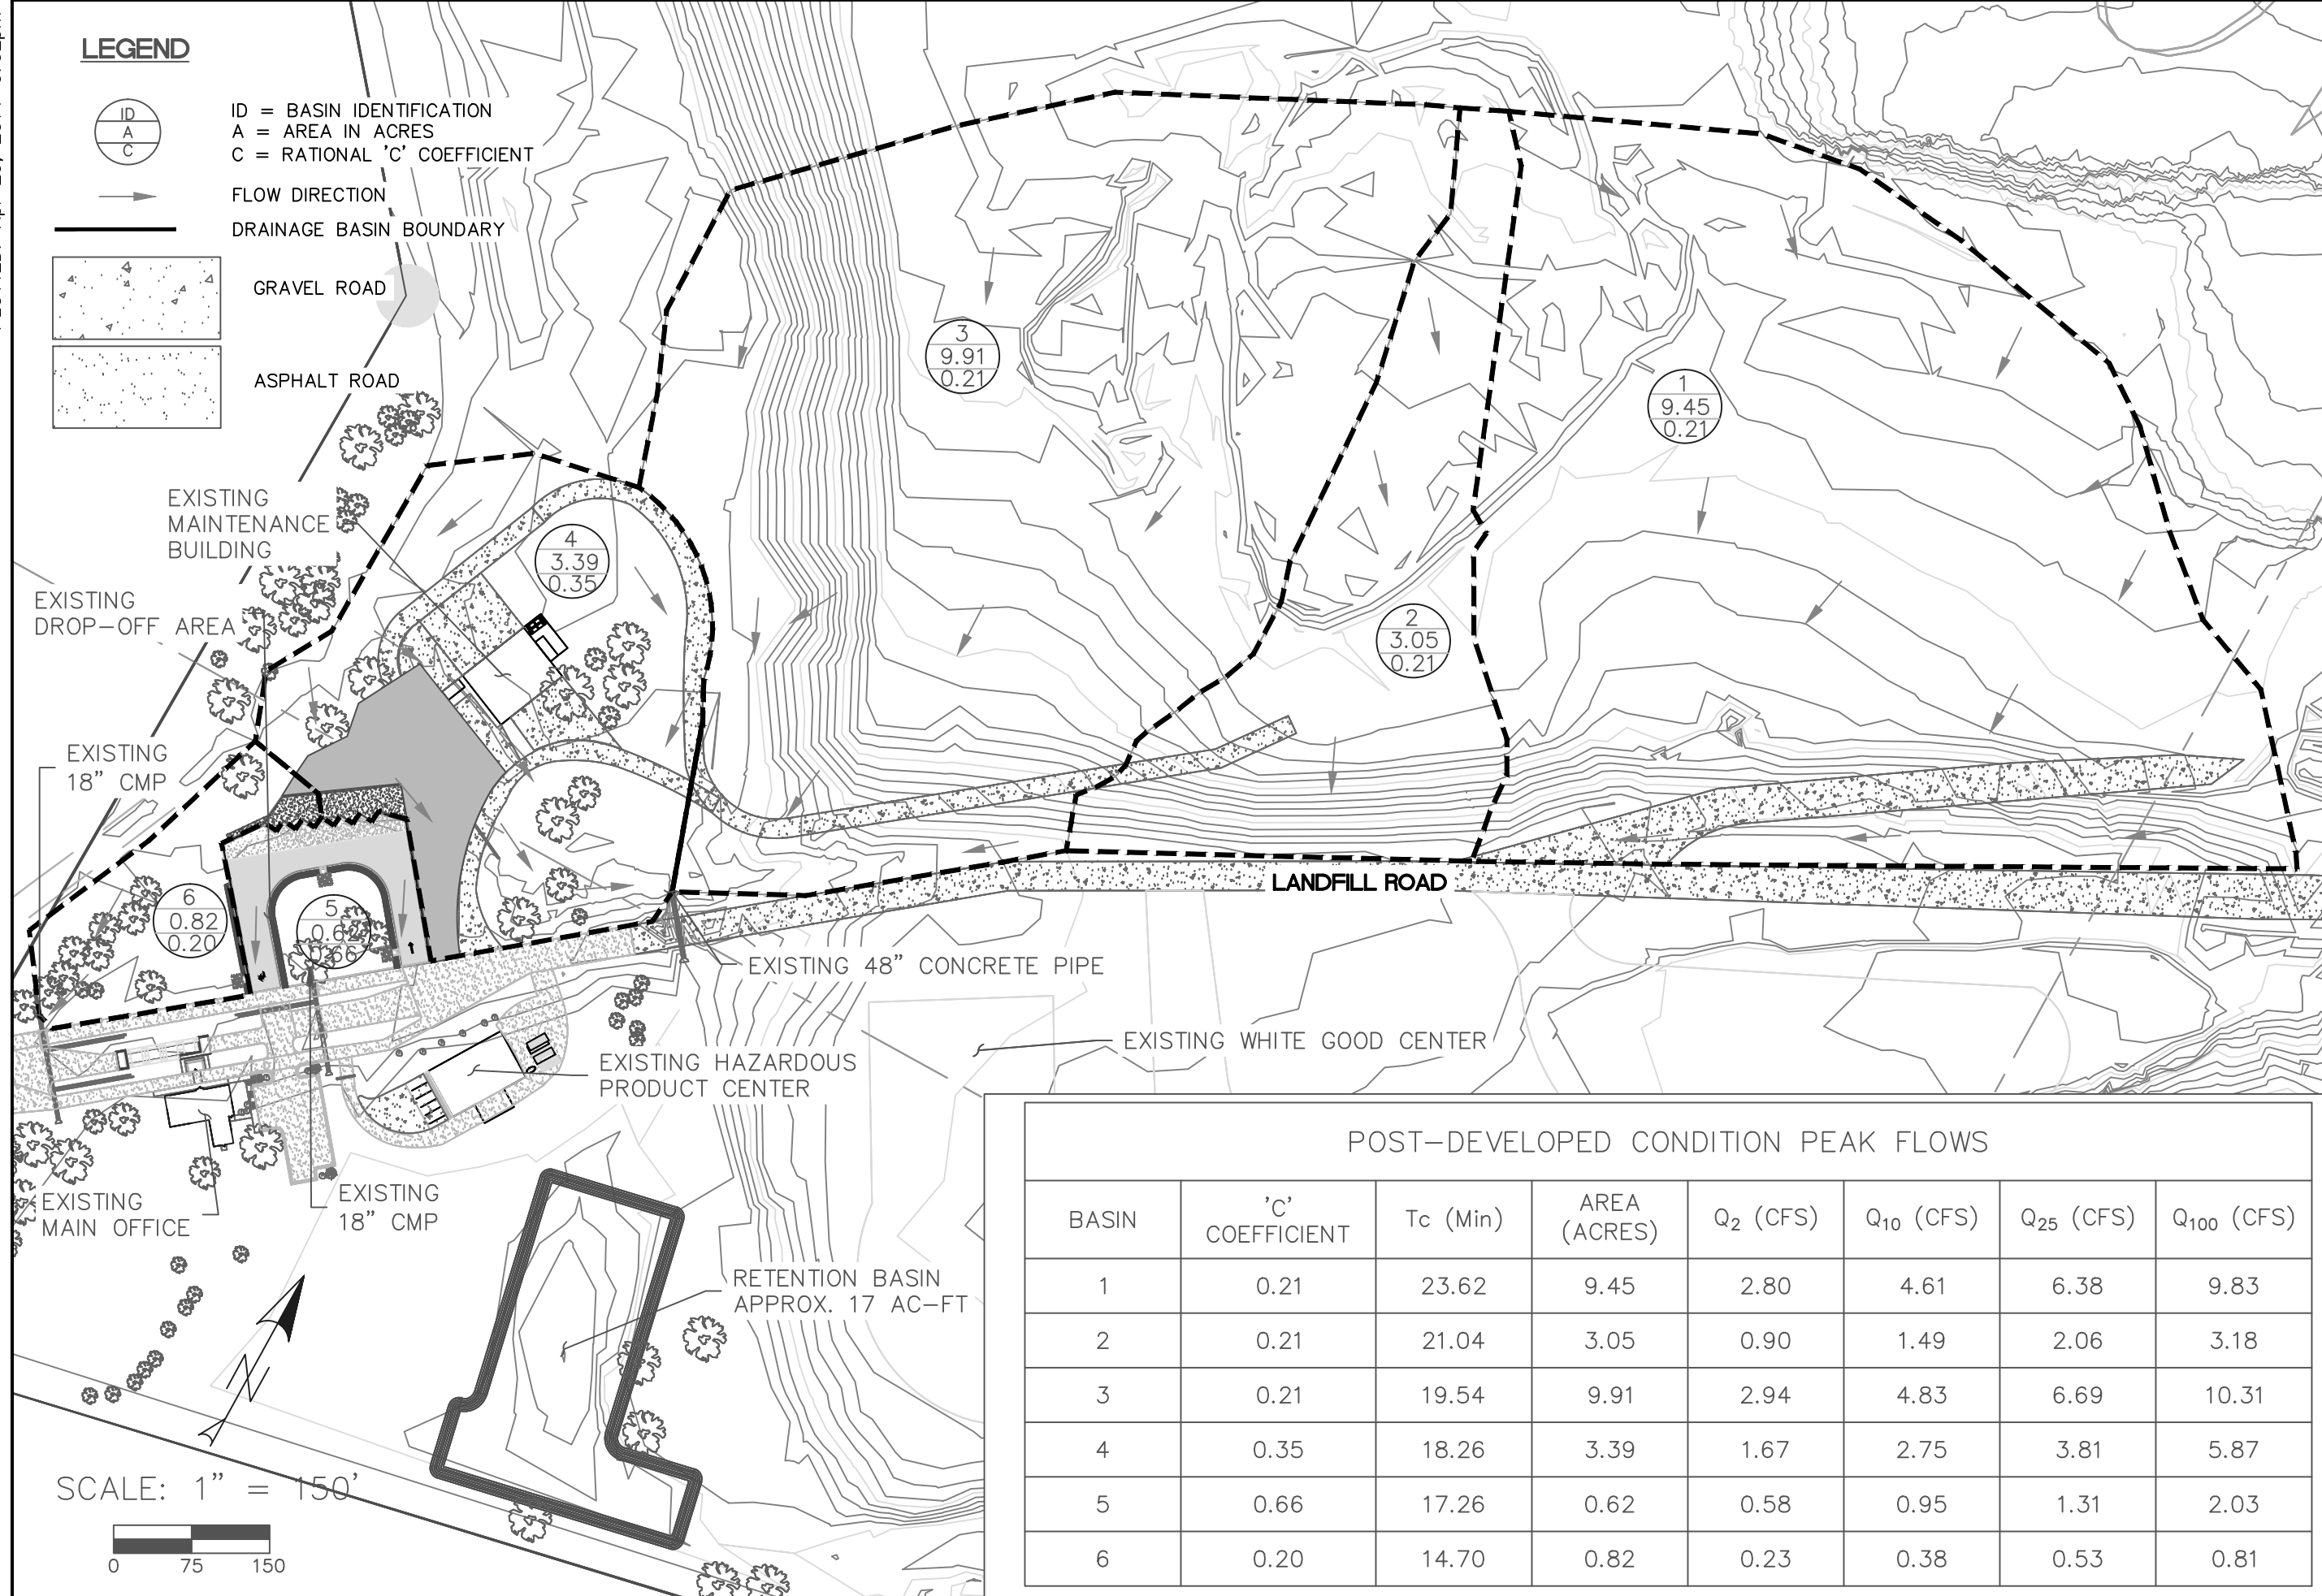 LEGEND
ID
A
C
ID = BASIN IDENTIFICATION
A = AREA IN ACRES
C = RATIONAL 'C' COEFFICIENT
FLOW DIRECTION
DRAINAGE BASIN BOUNDARY
GRAVEL ROAD
ASPHALT ROAD
3
9.91
0.21
1
9.45
0.21
EXISTING
MAINTENANCE
BUILDING
4
3.39
0.35
EXISTING
DROP-OFF AREA
2
3.05
0.21
EXISTING
18" CMP
6
0.82
0.20
5
LANDFILL ROAD
EXISTING 48" CONCRETE PIPE
EXISTING WHITE GOOD CENTER
EXISTING HAZARDOUS
PRODUCT CENTER
EXISTING
MAIN OFFICE
EXISTING
18" CMP
RETENTION BASIN
APPROX. 17 AC-FT
N
SCALE: 1" = 150'
0 75 150
POST-DEVELOPED CONDITION PEAK FLOWS
BASIN 'C' COEFFICIENT Tc (Min) AREA (ACRES) Q2 (CFS) Q10 (CFS) Q25 (CFS) Q100 (CFS)
1 0.21 23.62 9.45 2.80 4.61 6.38 9.83
2 0.21 21.04 3.05 0.90 1.49 2.06 3.18
3 0.21 19.54 9.91 2.94 4.83 6.69 10.31
4 0.35 18.26 3.39 1.67 2.75 3.81 5.87
5 0.66 17.26 0.62 0.58 0.95 1.31 2.03
6 0.20 14.70 0.82 0.23 0.38 0.53 0.81